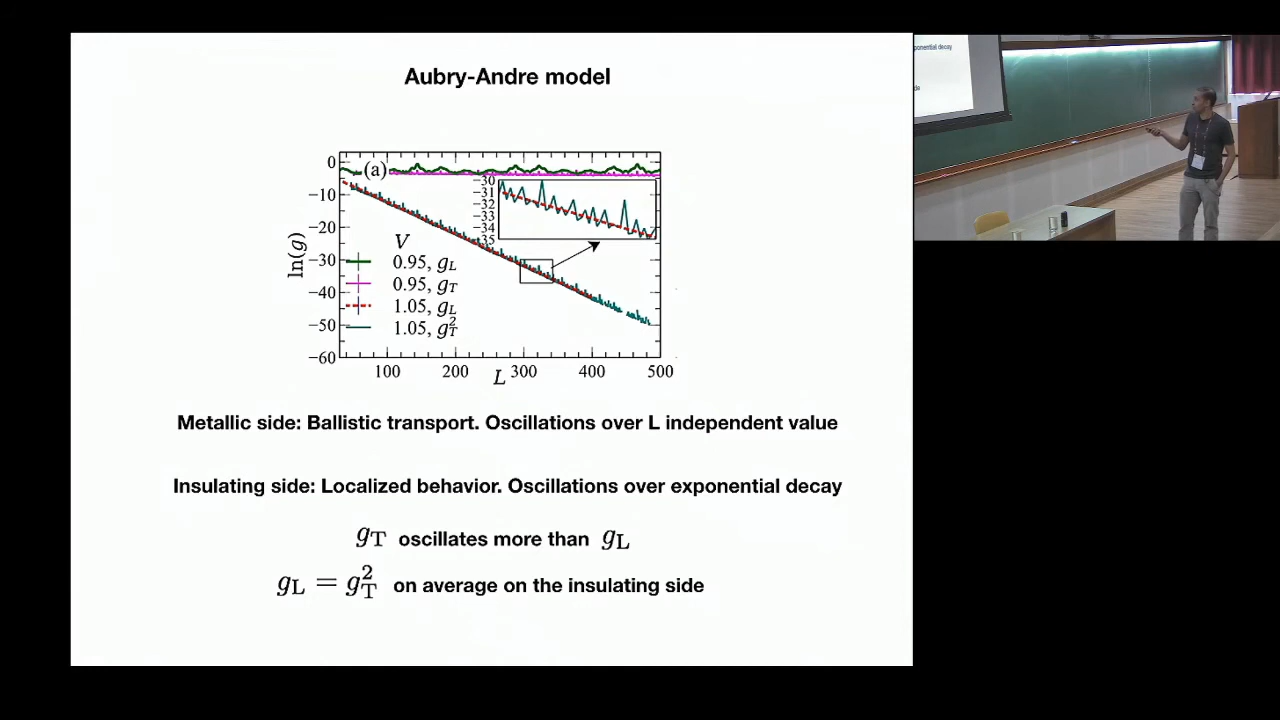 Aubry-Andre model
(a)
0
−10
−20
−30
−40
−50
−60
ln(g)
−30
−31
−32
−33
−34
35
V
0.95, g_L
0.95, g_T
1.05, g_L
1.05, g_T^2
100
200
300
400
500
L
Metallic side: Ballistic transport. Oscillations over L independent value
Insulating side: Localized behavior. Oscillations over exponential decay
g_T oscillates more than g_L
g_L = g_T^2 on average on the insulating side
ponential decay
de